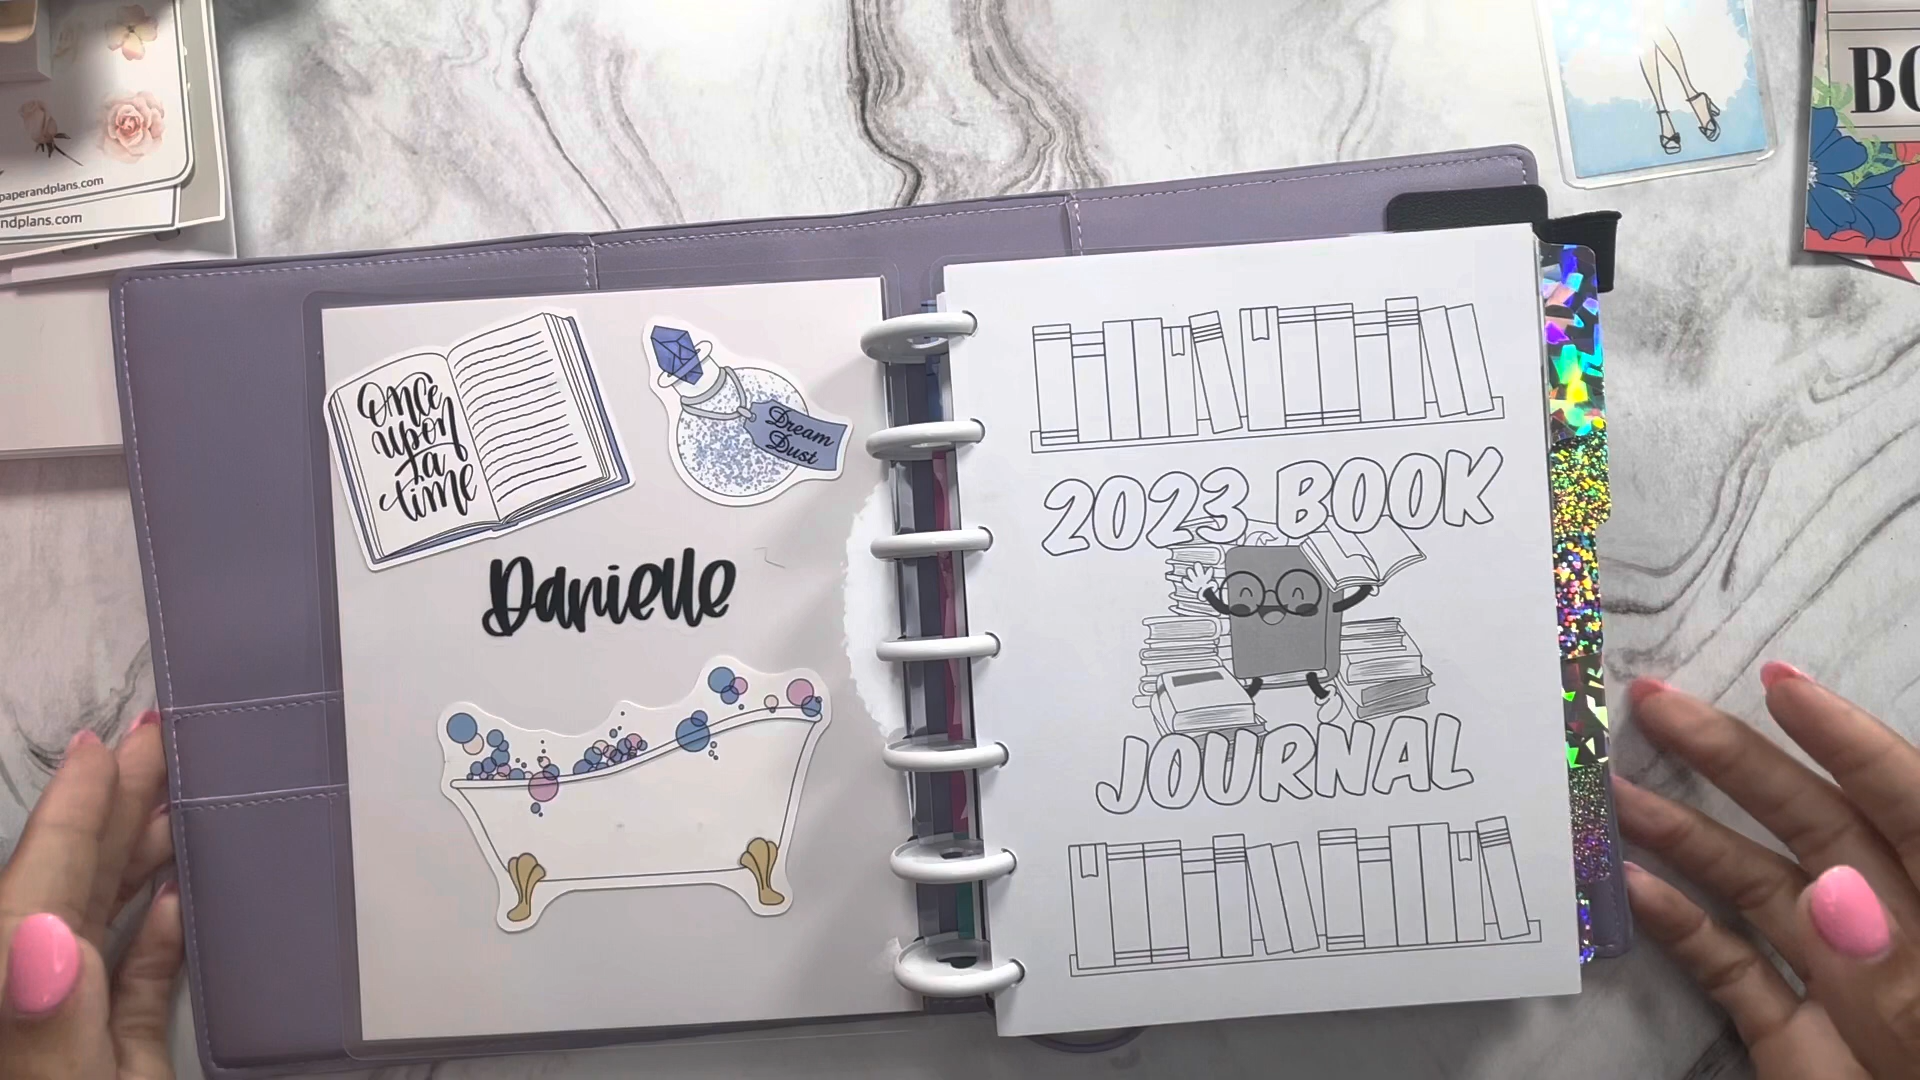 paperandplans.com
ndplans.com
BO
Once
upon
a
time
Dream
Dust
Danielle
2023 BOOK
JOURNAL